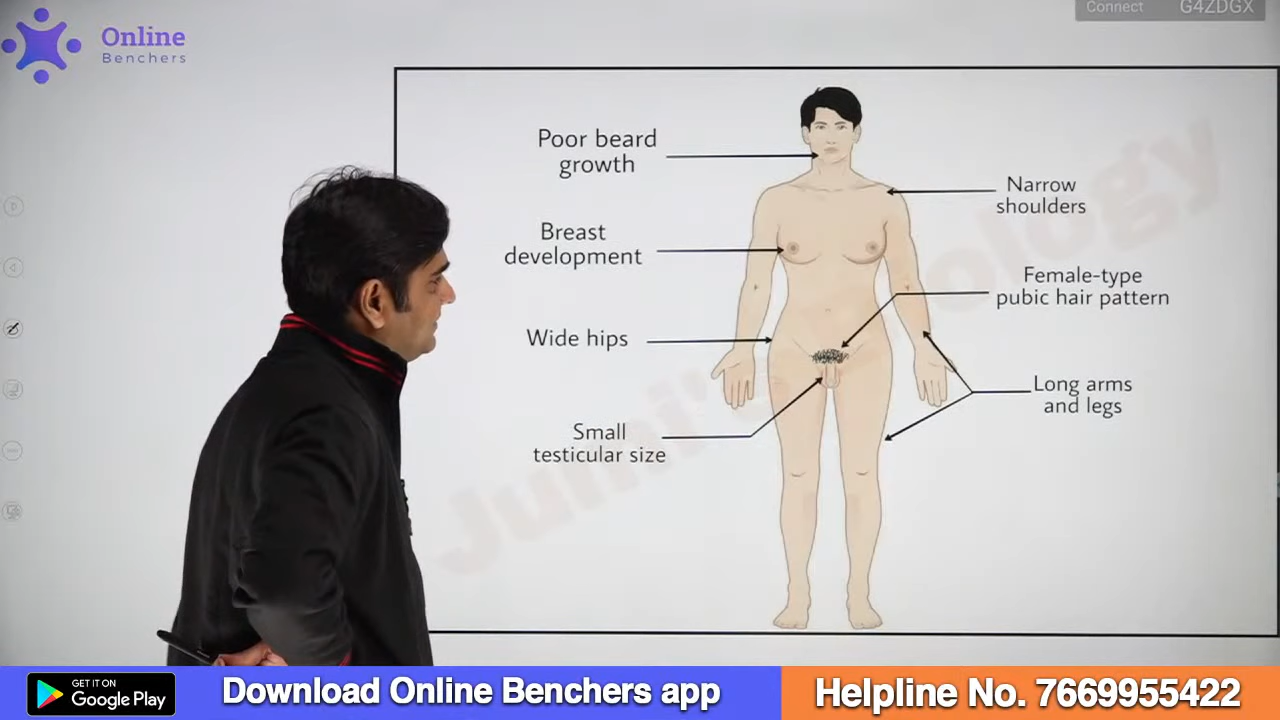 Connect G4ZDGX
Online
Benchers
Poor beard
growth
Narrow
shoulders
Breast
development
Female-type
pubic hair pattern
Wide hips
Long arms
and legs
Small
testicular size
GET IT ON
Google Play
Download Online Benchers app
Helpline No. 7669955422